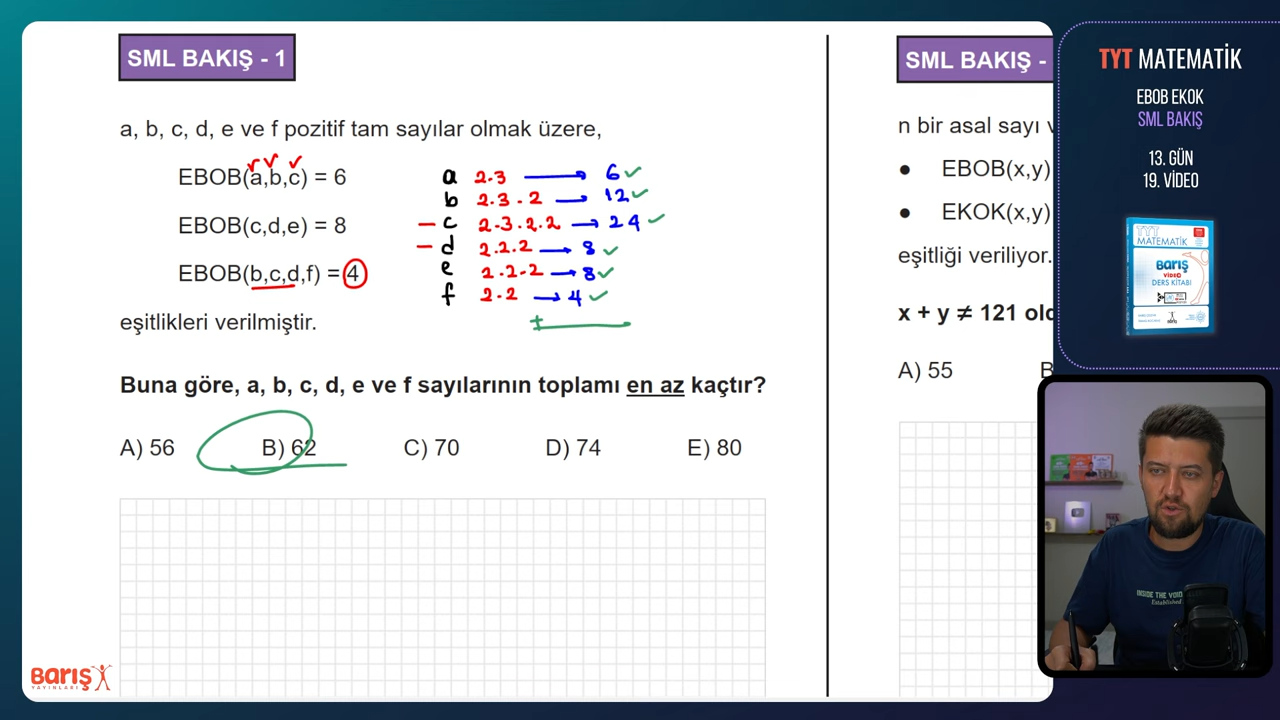 SML BAKIŞ - 1
a, b, c, d, e ve f pozitif tam sayılar olmak üzere,
EBOB(a,b,c) = 6
EBOB(c,d,e) = 8
EBOB(b,c,d,f) = 4
eşitlikleri verilmiştir.
a 2.3 → 6 ✓
b 2.3.2 → 12 ✓
– c 2.3.2.2 → 24 ✓
– d 2.2.2 → 8 ✓
e 2.2.2 → 8 ✓
f 2.2 → 4 ✓
+
Buna göre, a, b, c, d, e ve f sayılarının toplamı en az kaçtır?
A) 56 B) 62 C) 70 D) 74 E) 80
SML BAKIŞ -
n bir asal sayı
● EBOB(x,y)
● EKOK(x,y)
eşitliği veriliyor.
x + y ≠ 121
A) 55
TYT MATEMATİK
EBOB EKOK
SML BAKIŞ
13. GÜN
19. VİDEO
TYT
MATEMATİK
BARIŞ
VİDEO
DERS KİTABI
INSIDE THE VOID
Established
BARIŞ
YAYINLARI